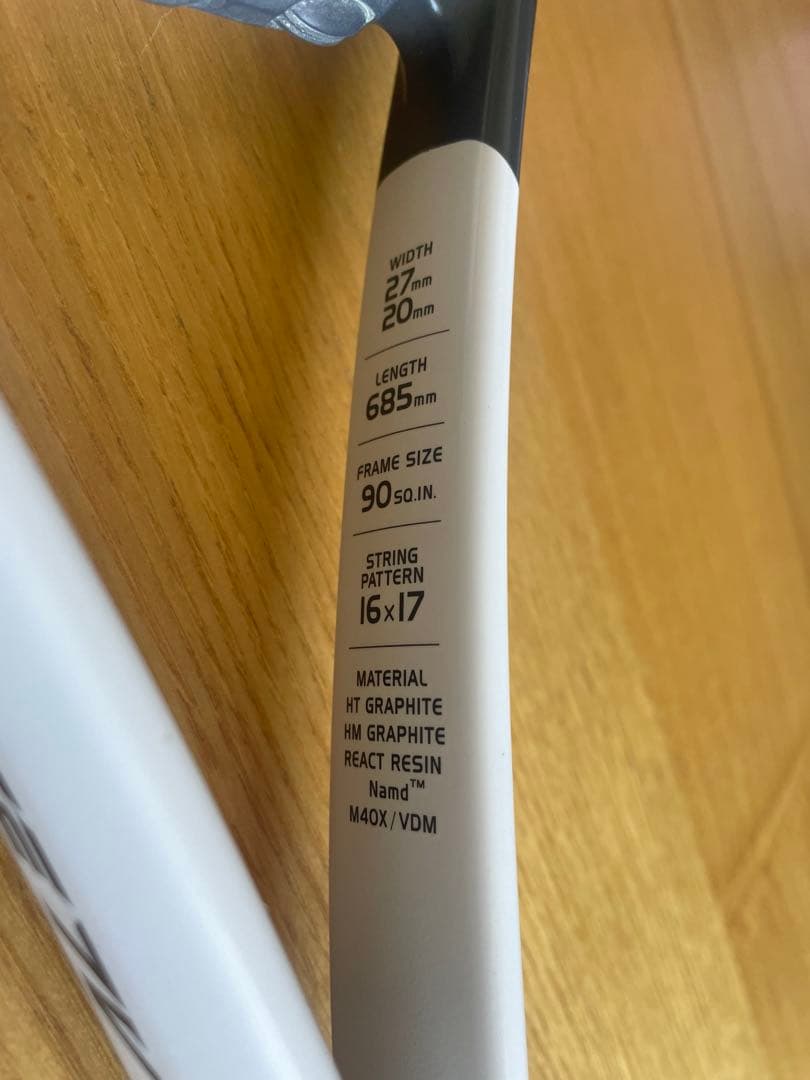 WIDTH
27mm
20mm
LENGTH
685mm
FRAME SIZE
90SQ.IN.
STRING
PATTERN
16x17
MATERIAL
HT GRAPHITE
HM GRAPHITE
REACT RESIN
Namd™
M40X/VDM